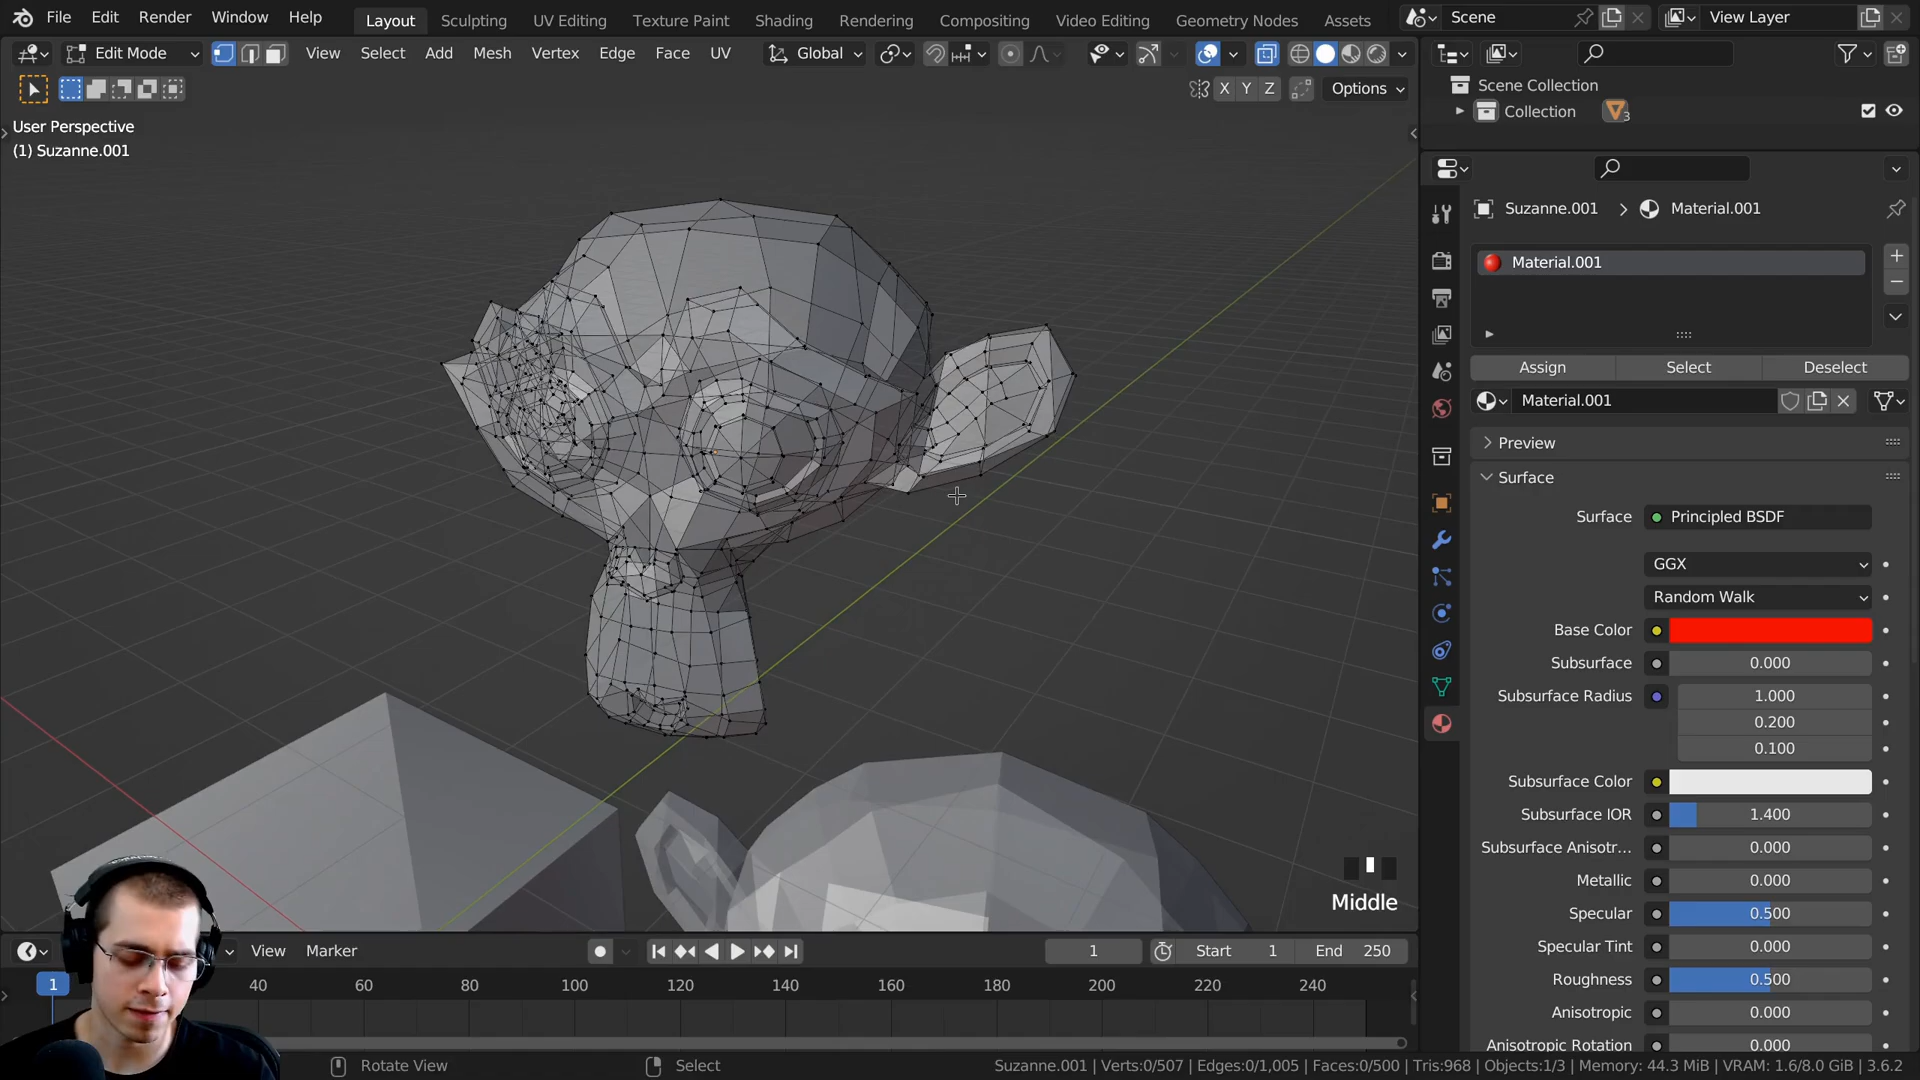 File Edit Render Window Help Layout Sculpting UV Editing Texture Paint Shading Rendering Compositing Video Editing Geometry Nodes Assets Scene View Layer
Edit Mode View Select Add Mesh Vertex Edge Face UV Global
X Y Z Options
User Perspective
(1) Suzanne.001
Scene Collection
Collection 3
Suzanne.001 Material.001
Material.001
Assign Select Deselect
Material.001
Preview
Surface
Surface Principled BSDF
GGX
Random Walk
Base Color
Subsurface 0.000
Subsurface Radius 1.000
0.200
0.100
Subsurface Color
Subsurface IOR 1.400
Subsurface Anisotr... 0.000
Metallic 0.000
Specular 0.500
Specular Tint 0.000
Roughness 0.500
Anisotropic 0.000
Anisotropic Rotation 0.000
Middle
View Marker 1 Start 1 End 250
1 40 60 80 100 120 140 160 180 200 220 240
Rotate View Select Suzanne.001 | Verts:0/507 | Edges:0/1,005 | Faces:0/500 | Tris:968 | Objects:1/3 | Memory: 44.3 MiB | VRAM: 1.6/8.0 GiB | 3.6.2